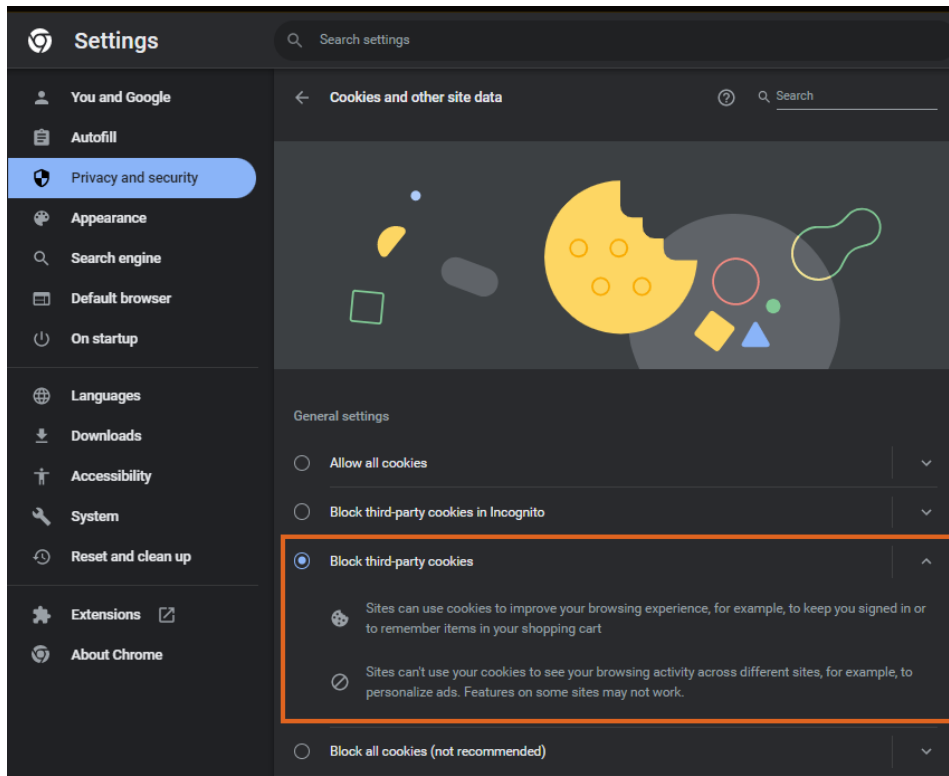 Settings
Search settings
You and Google
Autofill
Privacy and security
Appearance
Search engine
Default browser
On startup
Languages
Downloads
Accessibility
System
Reset and clean up
Extensions
About Chrome
Cookies and other site data
Search
General settings
Allow all cookies
Block third-party cookies in Incognito
Block third-party cookies
Sites can use cookies to improve your browsing experience, for example, to keep you signed in or
to remember items in your shopping cart
Sites can't use your cookies to see your browsing activity across different sites, for example, to
personalize ads. Features on some sites may not work.
Block all cookies (not recommended)